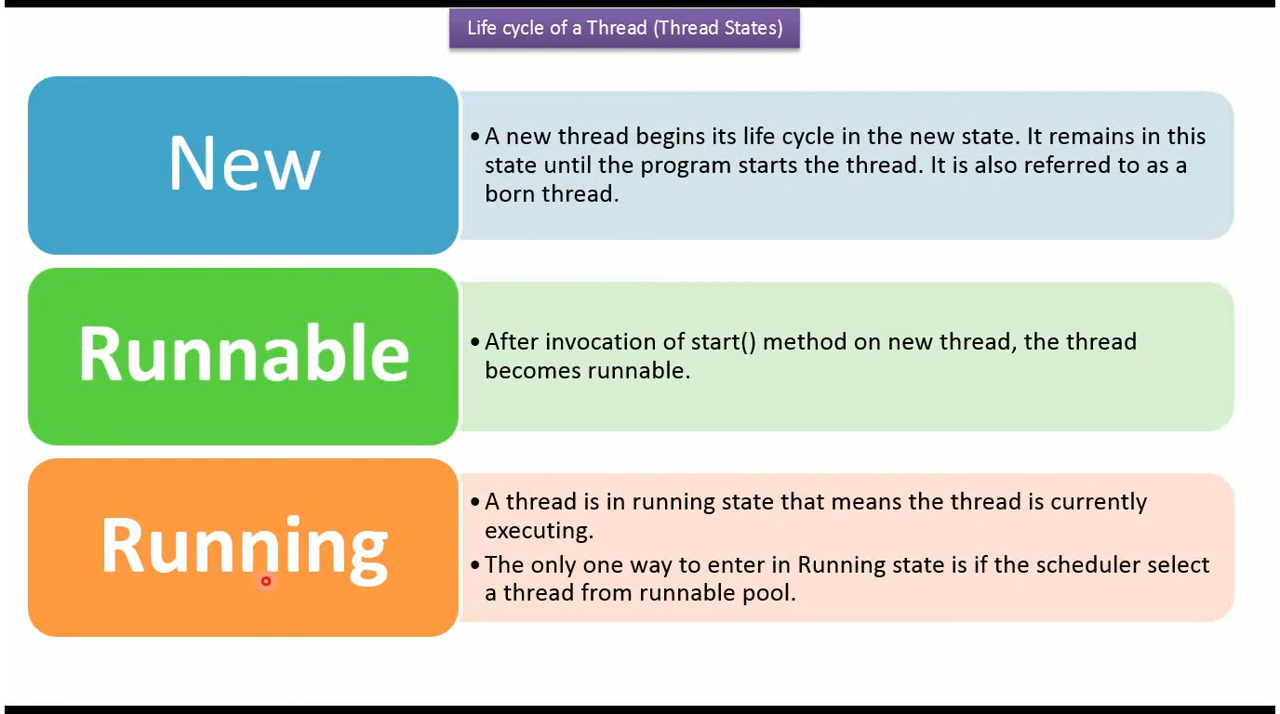 Life cycle of a Thread (Thread States)
New
• A new thread begins its life cycle in the new state. It remains in this
state until the program starts the thread. It is also referred to as a
born thread.
Runnable
• After invocation of start() method on new thread, the thread
becomes runnable.
Running
• A thread is in running state that means the thread is currently
executing.
• The only one way to enter in Running state is if the scheduler select
a thread from runnable pool.